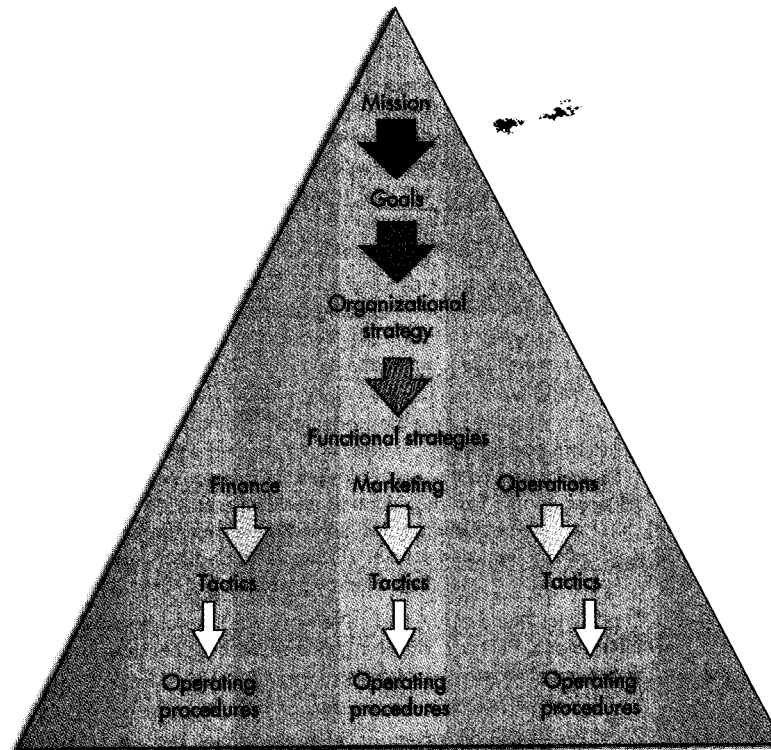 Mission
Goals
Organizational
strategy
Functional strategies
Finance Marketing Operations
Tactics Tactics Tactics
Operating Operating Operating
procedures procedures procedures